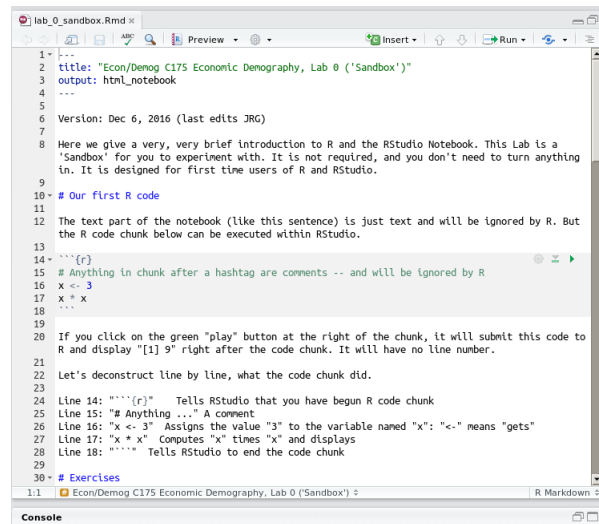 lab_0_sandbox.Rmd
ABC Preview Insert Run
1 ---
2 title: "Econ/Demog C175 Economic Demography, Lab 0 ('Sandbox')"
3 output: html_notebook
4 ---
5
6 Version: Dec 6, 2016 (last edits JRG)
7
8 Here we give a very, very brief introduction to R and the RStudio Notebook. This Lab is a
'Sandbox' for you to experiment with. It is not required, and you don't need to turn anything
in. It is designed for first time users of R and RStudio.
9
10 # Our first R code
11
12 The text part of the notebook (like this sentence) is just text and will be ignored by R. But
the R code chunk below can be executed within RStudio.
13
14 ```{r}
15 # Anything in chunk after a hashtag are comments -- and will be ignored by R
16 x <- 3
17 x * x
18 ```
19
20 If you click on the green "play" button at the right of the chunk, it will submit this code to
R and display "[1] 9" right after the code chunk. It will have no line number.
21
22 Let's deconstruct line by line, what the code chunk did.
23
24 Line 14: "```{r}" Tells RStudio that you have begun R code chunk
25 Line 15: "# Anything ..." A comment
26 Line 16: "x <- 3" Assigns the value "3" to the variable named "x": "<-" means "gets"
27 Line 17: "x * x" Computes "x" times "x" and displays
28 Line 18: "```" Tells RStudio to end the code chunk
29
30 # Exercises
1:1 Econ/Demog C175 Economic Demography, Lab 0 ('Sandbox') R Markdown
Console